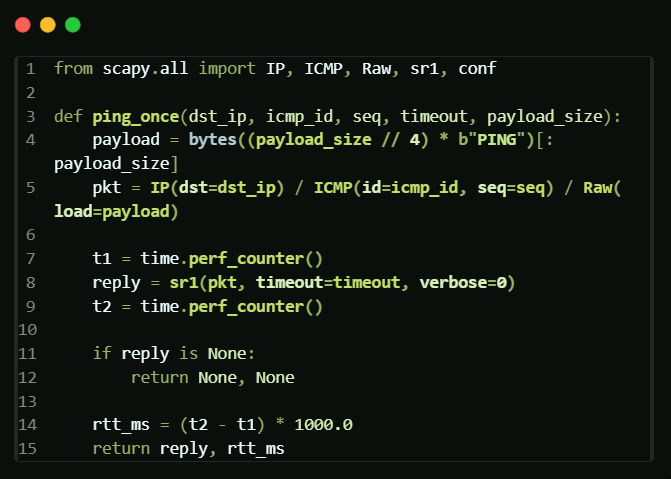 1 from scapy.all import IP, ICMP, Raw, sr1, conf
2
3 def ping_once(dst_ip, icmp_id, seq, timeout, payload_size):
4     payload = bytes((payload_size // 4) * b"PING")[:
payload_size]
5     pkt = IP(dst=dst_ip) / ICMP(id=icmp_id, seq=seq) / Raw(
load=payload)
6
7     t1 = time.perf_counter()
8     reply = sr1(pkt, timeout=timeout, verbose=0)
9     t2 = time.perf_counter()
10
11     if reply is None:
12         return None, None
13
14     rtt_ms = (t2 - t1) * 1000.0
15     return reply, rtt_ms